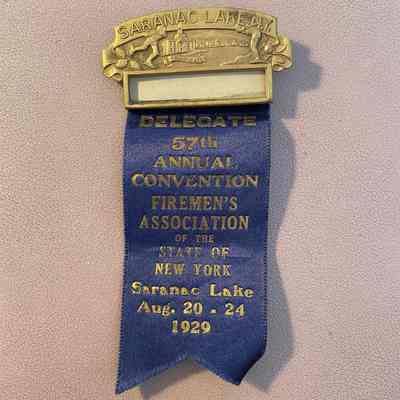 SARANAC LAKE N.Y.
DELEGATE
57th
ANNUAL
CONVENTION
FIREMEN'S
ASSOCIATION
OF THE
STATE OF
NEW YORK
Saranac Lake
Aug. 20 - 24
1929